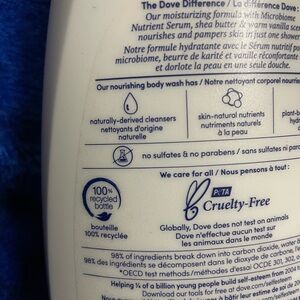 The Dove Difference / La différence Dove :
Our moisturizing formula with Microbiome
Nutrient Serum, shea butter & warm vanilla scent
nourishes and pampers skin in just one shower
Notre formule hydratante avec le Sérum nutritif pour
microbiome, beurre de karité et vanille réconfortante
et dorlote la peau en une seule douche.
Our nourishing body wash has / Notre nettoyant corporel nourri
naturally-derived cleansers
nettoyants d'origine
naturelle
skin-natural nutrients
nutriments naturels
à la peau
plant-b
no sulfates & no parabens / sans sulfates ni para
We care for all / Nous pensons à tout :
100%
recycled
bottle
bouteille
100% recyclée
PETA
Cruelty-Free
Globally, Dove does not test on animals
Dove n'effectue aucun test sur
les animaux dans le monde
98% of ingredients break down into carbon dioxide, water
98% des ingrédients se décomposent dans le dioxyde de carbone,
*OECD test methods/méthodes d'essai OCDE 301, 302,
Helping ¼ of a billion young people build self-esteem from 2004
Download our tools for free at dove.com/selfesteem